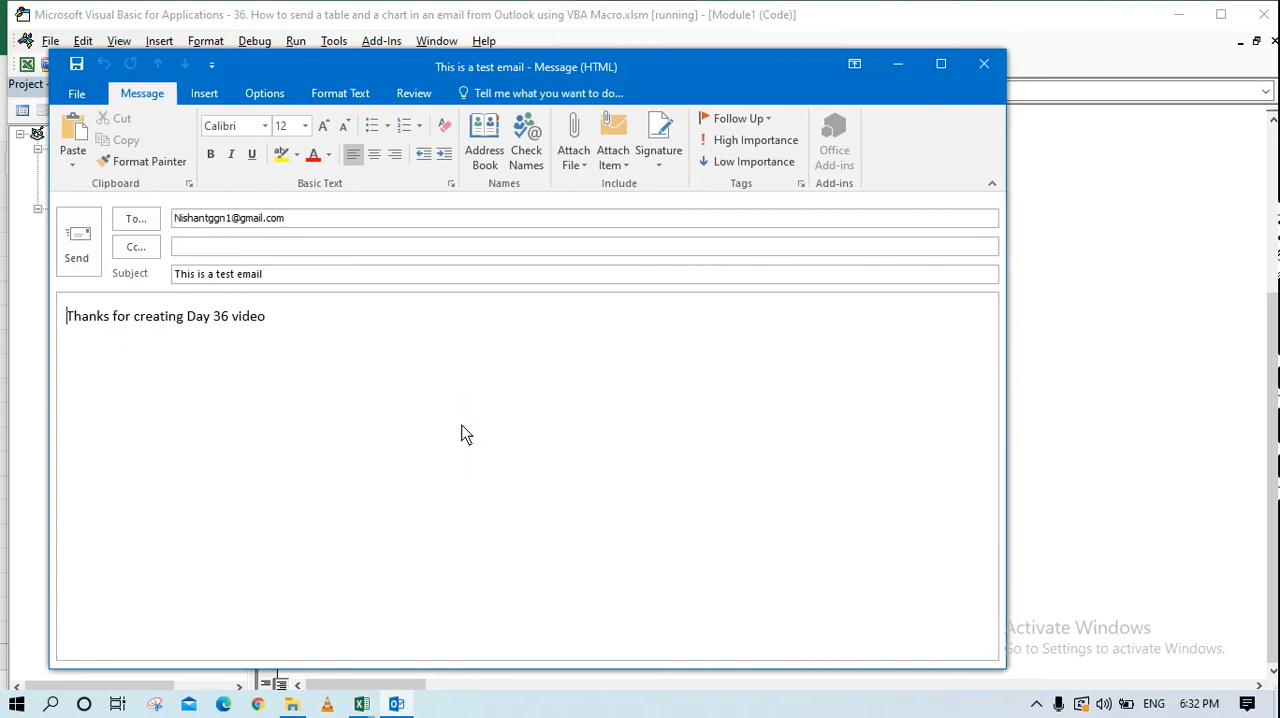 Microsoft Visual Basic for Applications - 36. How to send a table and a chart in an email from Outlook using VBA Macro.xlsm [running] - [Module1 (Code)]
File Edit View Insert Format Debug Run Tools Add-Ins Window Help
Project -
This is a test email - Message (HTML)
File Message Insert Options Format Text Review Tell me what you want to do...
Paste
Cut
Copy
Format Painter
Clipboard
Calibri 12
B I U
Basic Text
Address Book
Check Names
Names
Attach File
Attach Item
Signature
Include
Follow Up
High Importance
Low Importance
Tags
Office Add-ins
Add-ins
Send
To... Nishantggn1@gmail.com
Cc...
Subject This is a test email
Thanks for creating Day 36 video
Activate Windows
Go to Settings to activate Windows.
ENG 6:32 PM